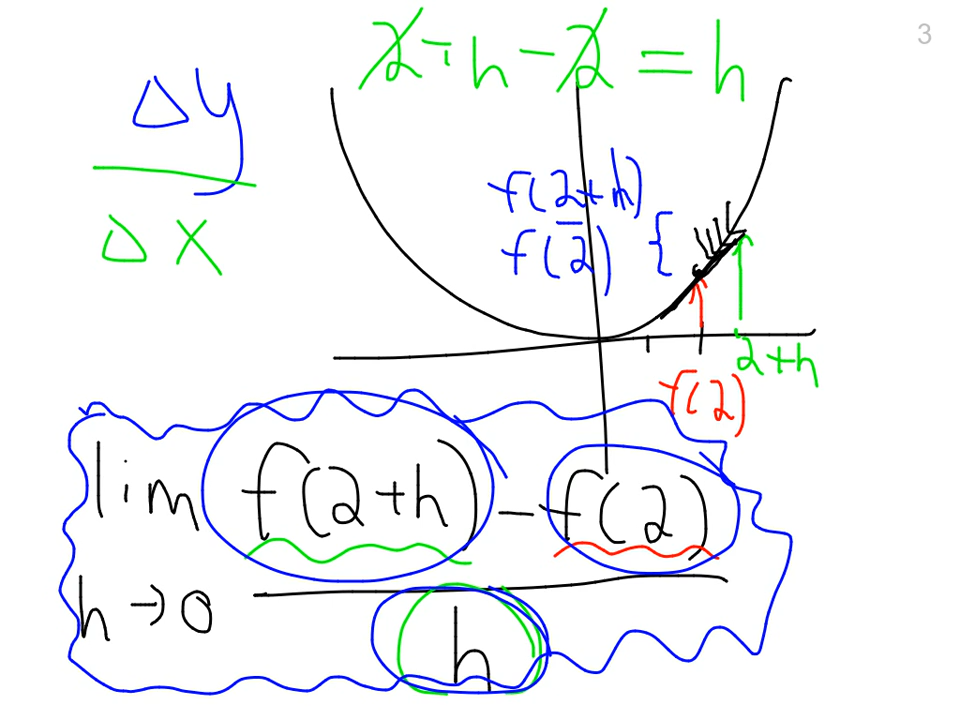 3
2+h-2=h
Δy
Δx
f(2+h)
f(2)
2+h
f(2)
lim f(2+h) - f(2)
h→0 h